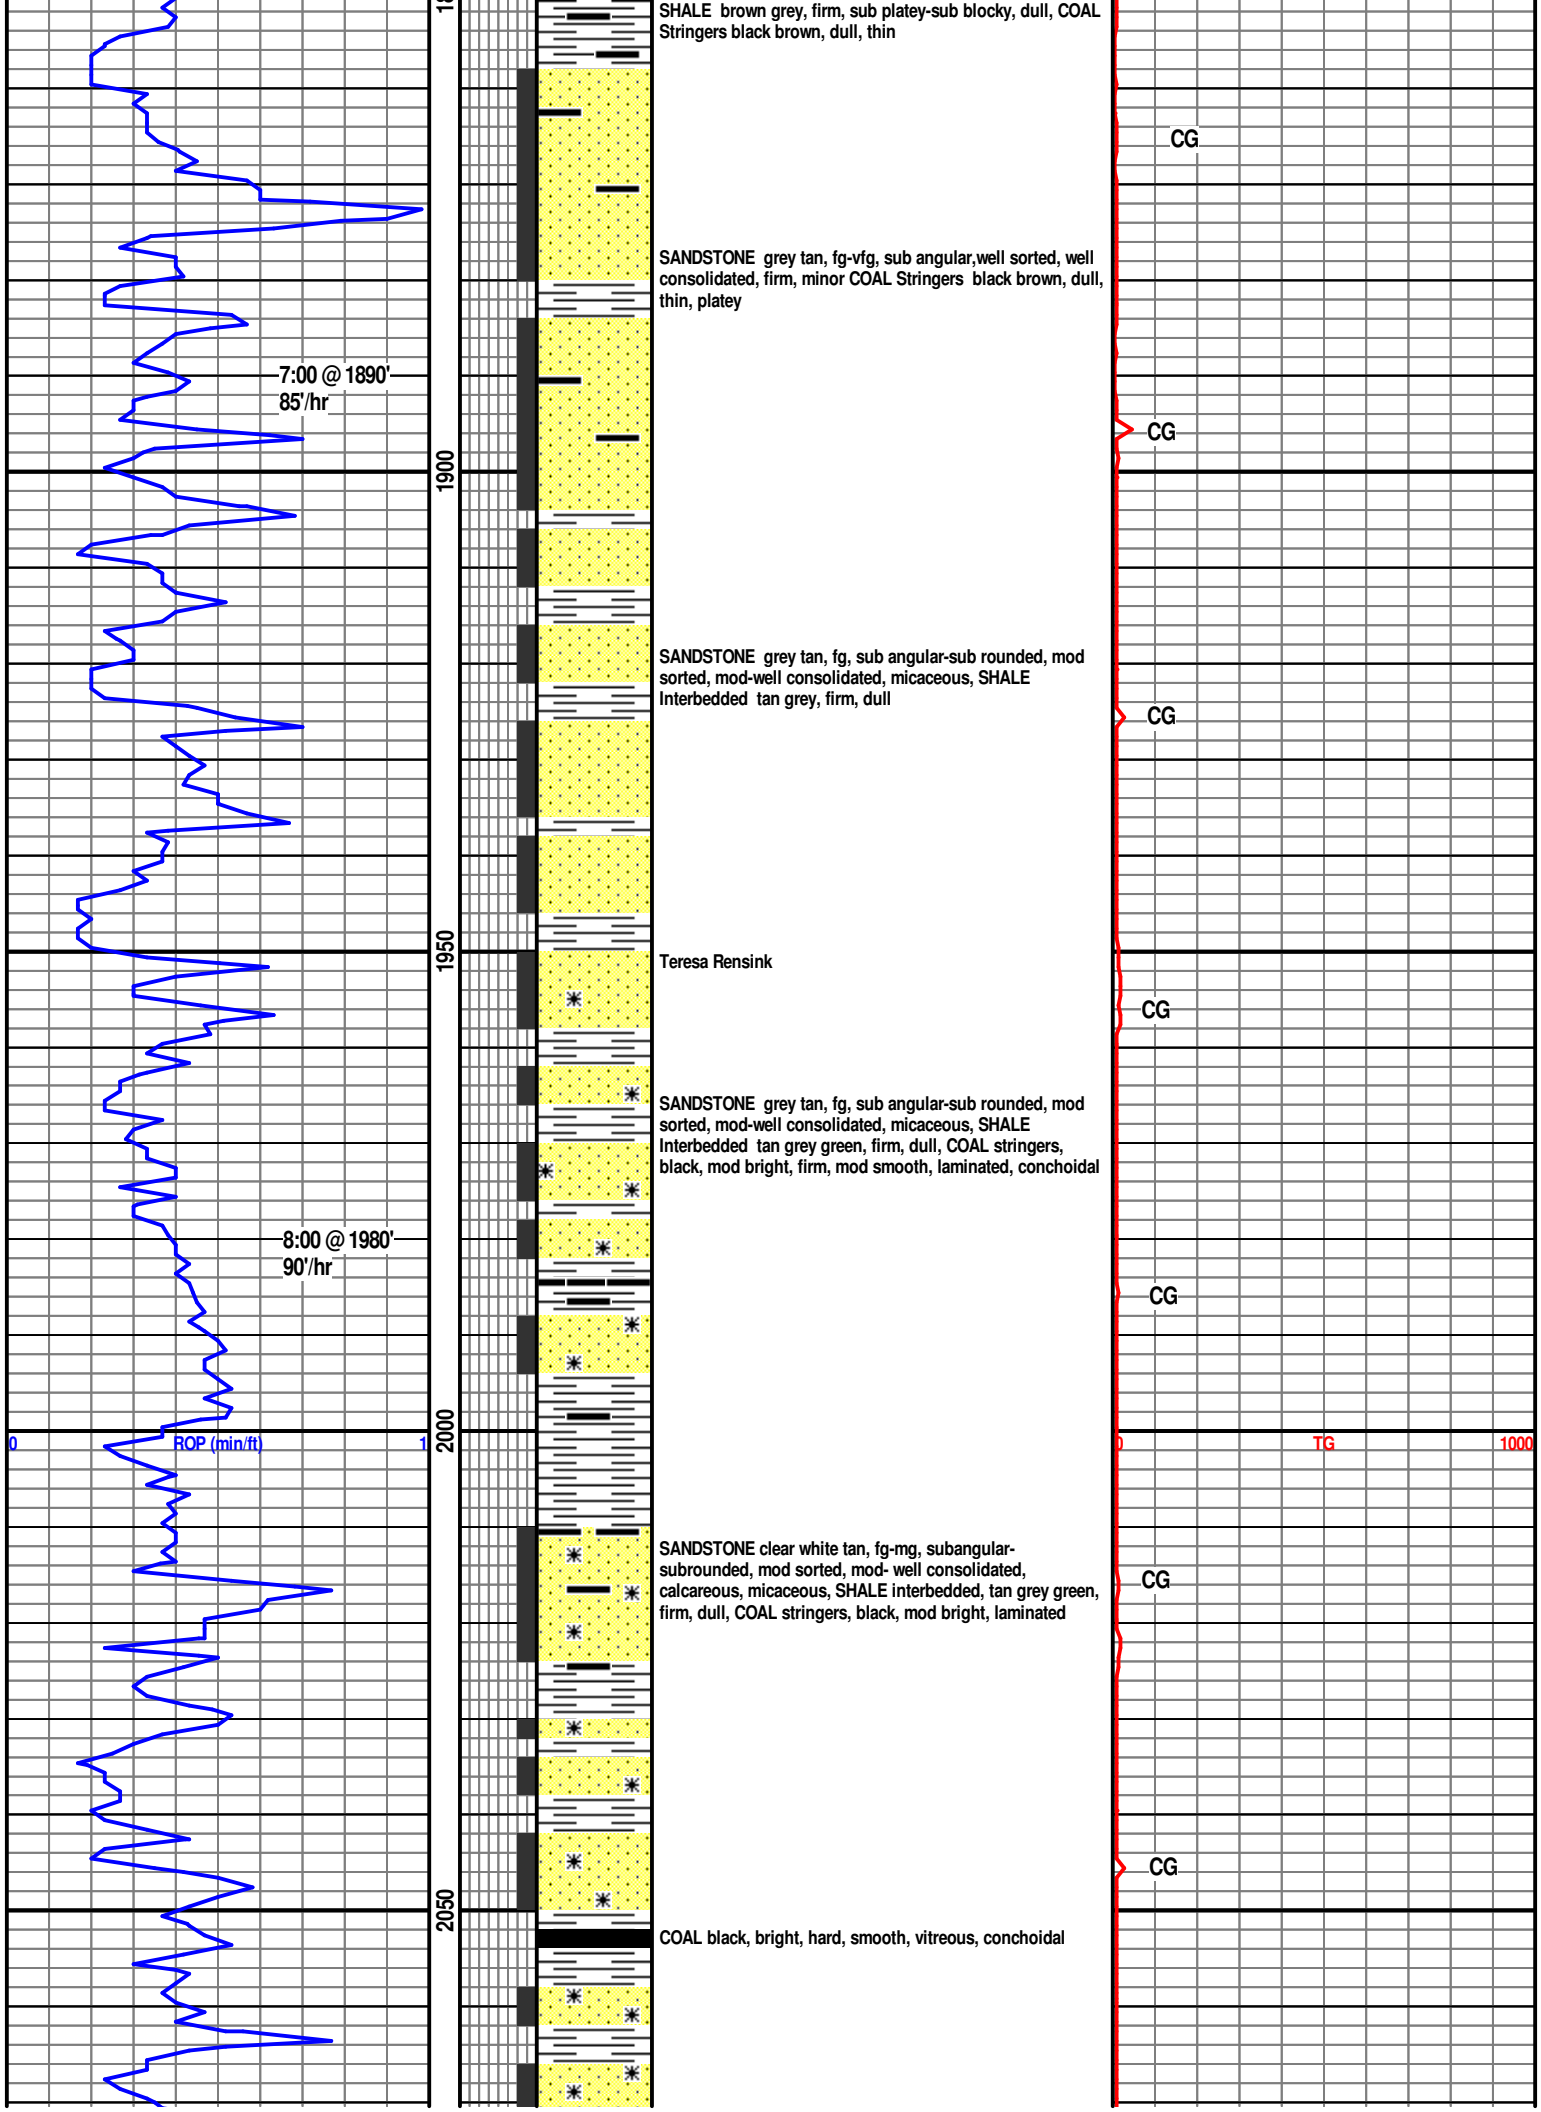 SHALE brown grey, firm, sub platey-sub blocky, dull, COAL
Stringers black brown, dull, thin
CG
SANDSTONE grey tan, fg-vfg, sub angular,well sorted, well
consolidated, firm, minor COAL Stringers black brown, dull,
thin, platey
7:00 @ 1890'
85'/hr
CG
1900
SANDSTONE grey tan, fg, sub angular-sub rounded, mod
sorted, mod-well consolidated, micaceous, SHALE
Interbedded tan grey, firm, dull
CG
1950
Teresa Rensink
CG
SANDSTONE grey tan, fg, sub angular-sub rounded, mod
sorted, mod-well consolidated, micaceous, SHALE
Interbedded tan grey green, firm, dull, COAL stringers,
black, mod bright, firm, mod smooth, laminated, conchoidal
8:00 @ 1980'
90'/hr
CG
2000
0 ROP (min/ft) 1
0 TG 1000
SANDSTONE clear white tan, fg-mg, subangular-
subrounded, mod sorted, mod- well consolidated,
calcareous, micaceous, SHALE interbedded, tan grey green,
firm, dull, COAL stringers, black, mod bright, laminated
CG
CG
2050
COAL black, bright, hard, smooth, vitreous, conchoidal